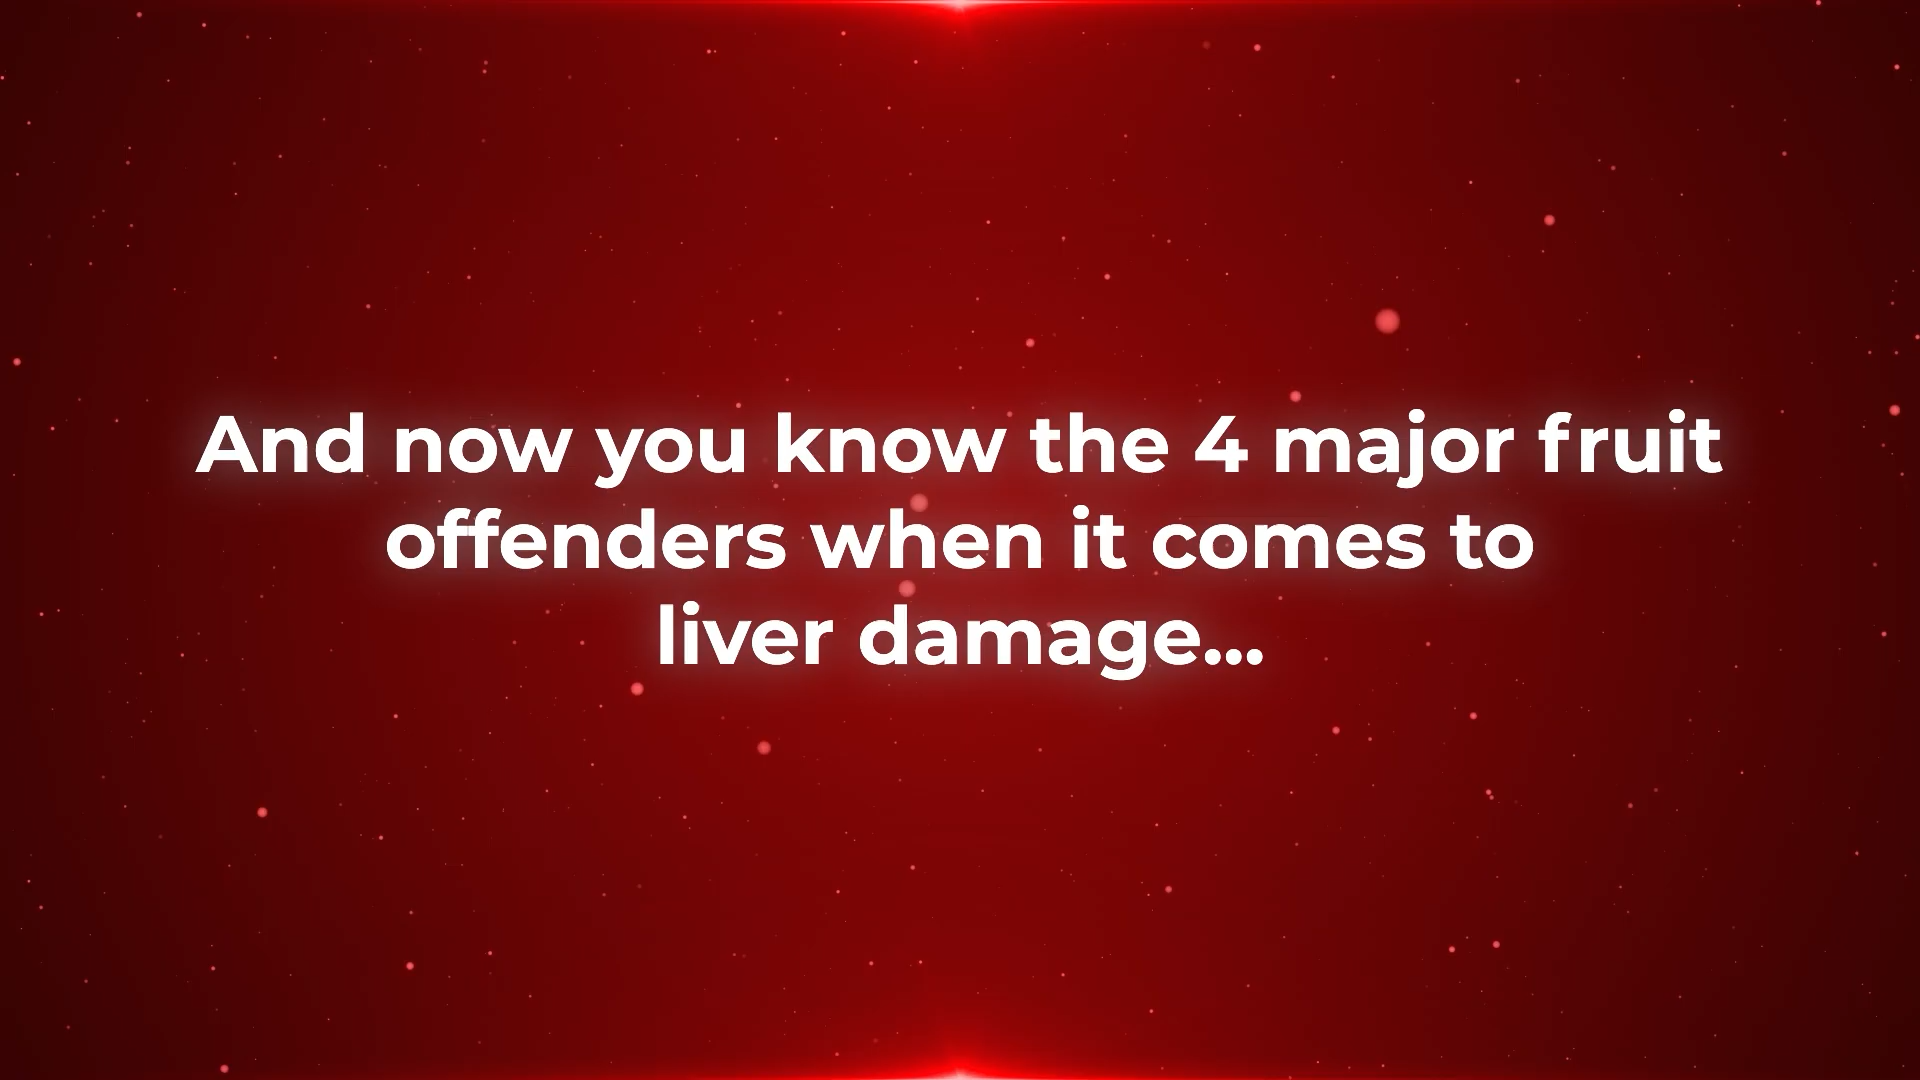 And now you know the 4 major fruit
offenders when it comes to
liver damage...